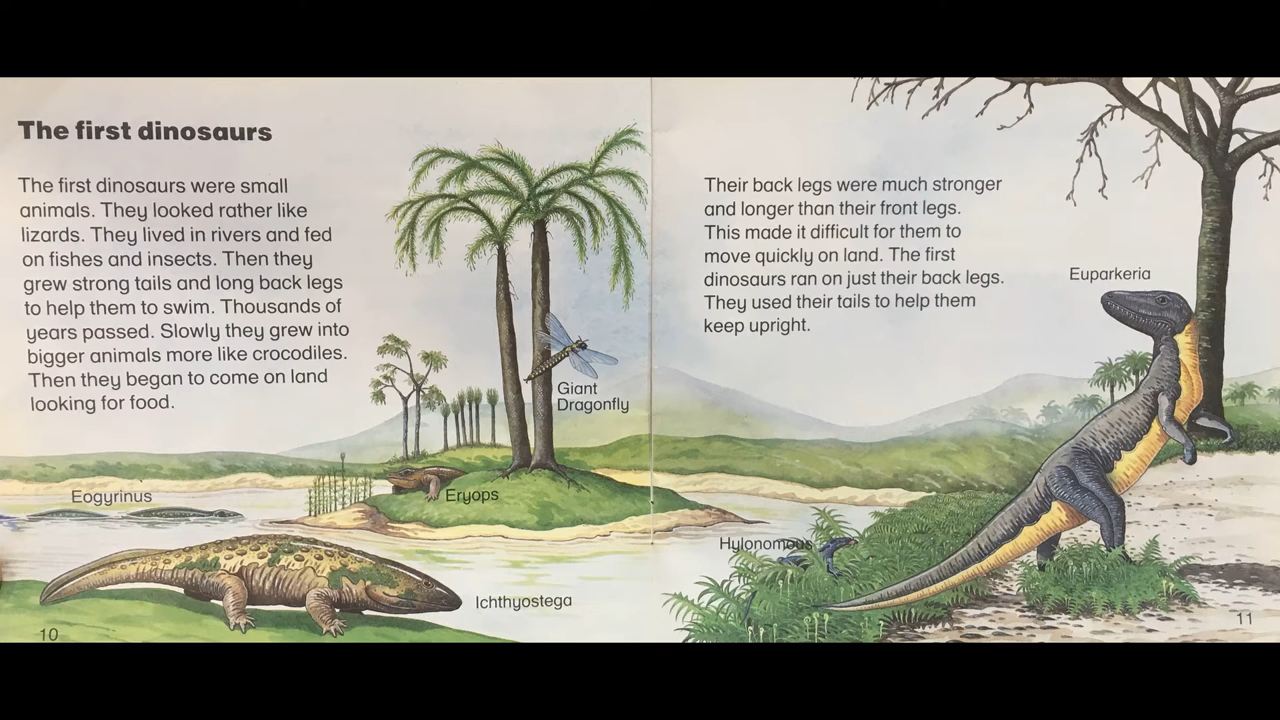 The first dinosaurs
The first dinosaurs were small
animals. They looked rather like
lizards. They lived in rivers and fed
on fishes and insects. Then they
grew strong tails and long back legs
to help them to swim. Thousands of
years passed. Slowly they grew into
bigger animals more like crocodiles.
Then they began to come on land
looking for food.
Giant
Dragonfly
Eogyrinus
Eryops
Ichthyostega
10
Their back legs were much stronger
and longer than their front legs.
This made it difficult for them to
move quickly on land. The first
dinosaurs ran on just their back legs.
They used their tails to help them
keep upright.
Euparkeria
Hylonomous
11